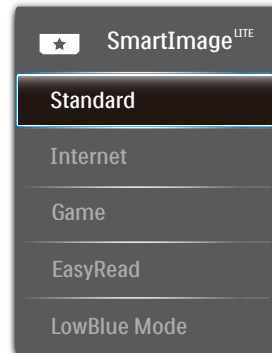 SmartImage LITE
Standard
Internet
Game
EasyRead
LowBlue Mode